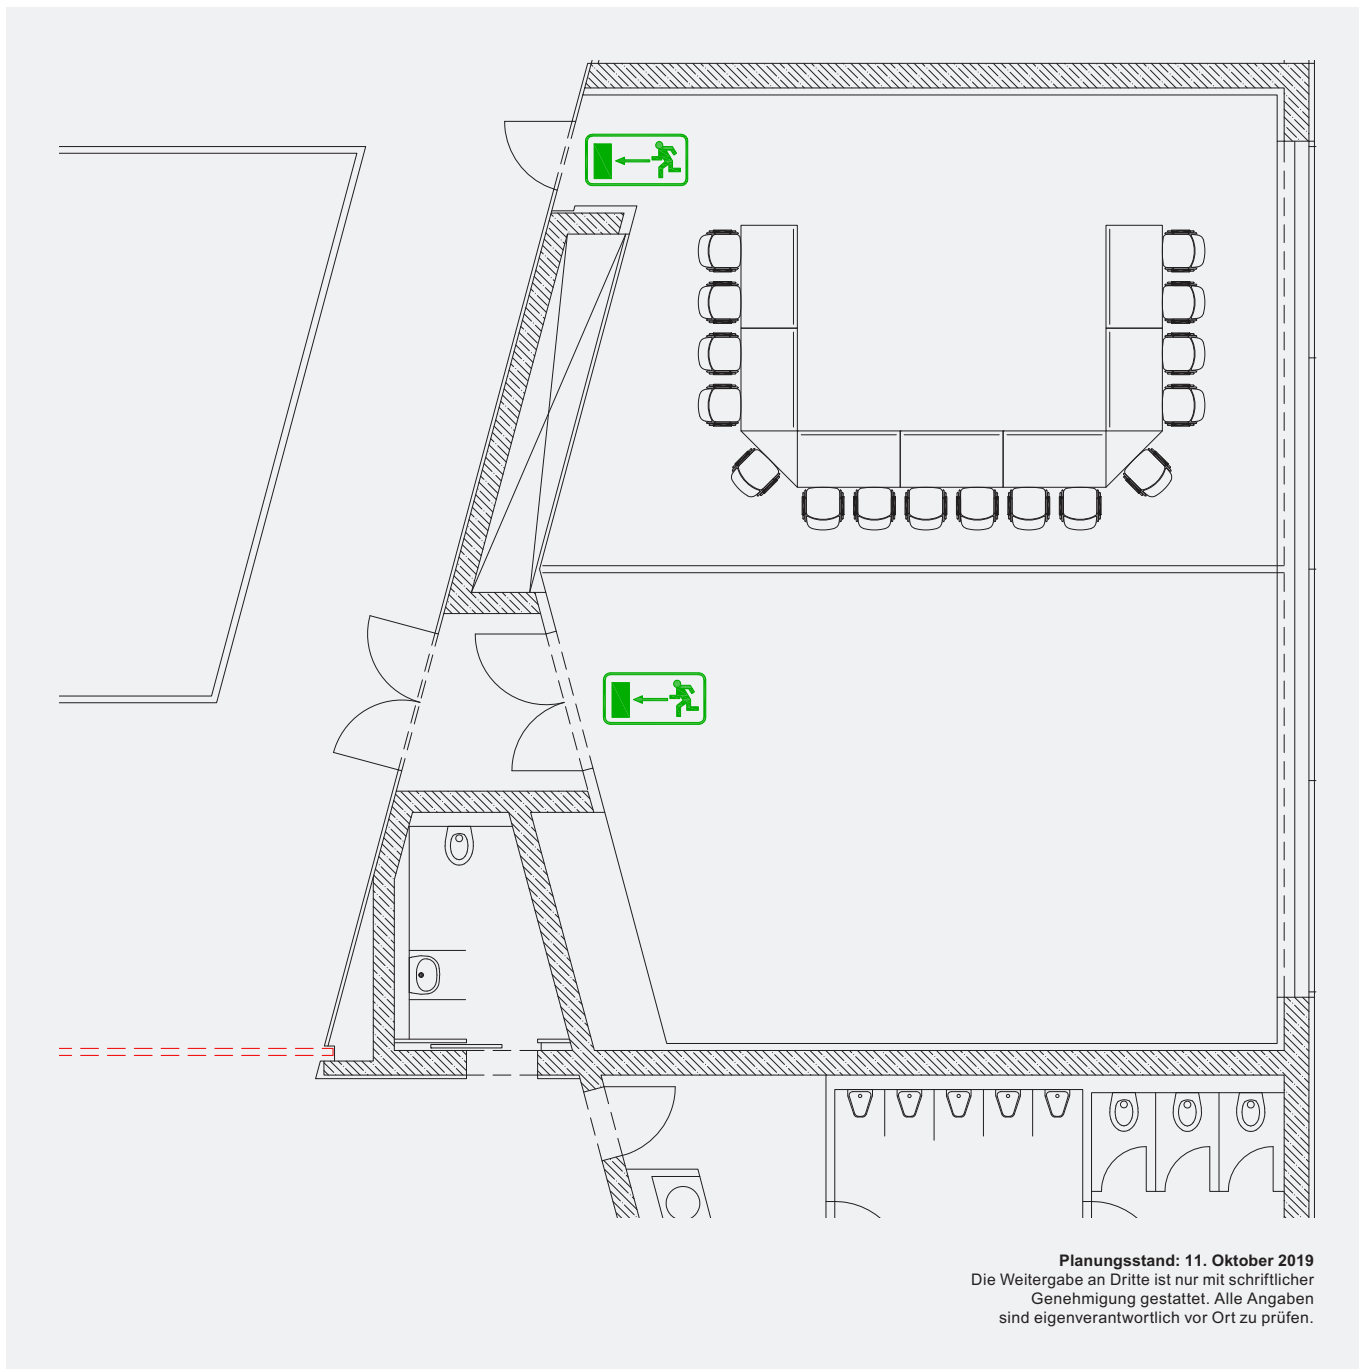 Planungsstand: 11. Oktober 2019
Die Weitergabe an Dritte ist nur mit schriftlicher
Genehmigung gestattet. Alle Angaben
sind eigenverantwortlich vor Ort zu prüfen.